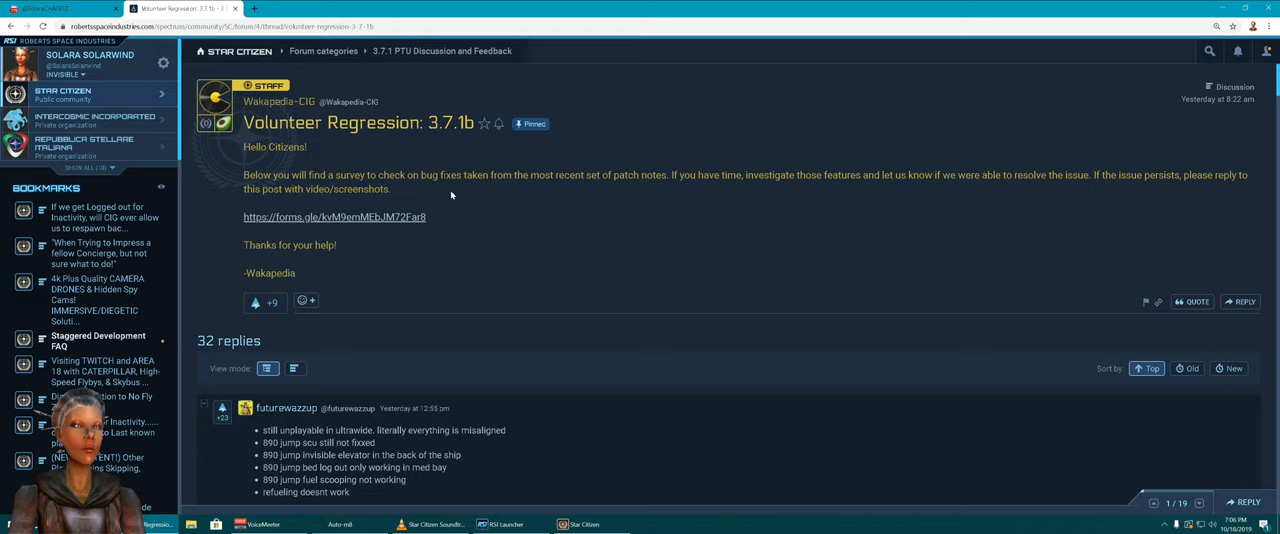 @SolaraCHARIOT
Volunteer Regression: 3.7.1b -
robertsspaceindustries.com/spectrum/community/SC/forum/4/thread/volunteer-regression-3-7-1b
RSI ROBERTS SPACE INDUSTRIES
SOLARA SOLARWIND
@SolaraSolarwind
INVISIBLE
STAR CITIZEN
Public community
INTERCOSMIC INCORPORATED
Private organization
REPUBBLICA STELLARE ITALIANA
Private organization
SHOW ALL (10)
BOOKMARKS
If we get Logged out for
Inactivity, will CIG ever allow
us to respawn bac...
"When Trying to Impress a
fellow Concierge, but not
sure what to do!"
4k Plus Quality CAMERA
DRONES & Hidden Spy
Cams!
IMMERSIVE/DIEGETIC
Soluti...
Staggered Development
FAQ
Visiting TWITCH and AREA
18 with CATERPILLAR, High-
Speed Flybys, & Skybus ...
to No Fly
Inactivity......
to Last known
Other
Skipping,
STAR CITIZEN
Forum categories
3.7.1 PTU Discussion and Feedback
STAFF
Wakapedia-CIG @Wakapedia-CIG
Discussion
Yesterday at 8:22 am
Volunteer Regression: 3.7.1b
Pinned
Hello Citizens!
Below you will find a survey to check on bug fixes taken from the most recent set of patch notes. If you have time, investigate those features and let us know if we were able to resolve the issue. If the issue persists, please reply to
this post with video/screenshots.
https://forms.gle/kvM9emMEbJM72Far8
Thanks for your help!
-Wakapedia
+9
QUOTE
REPLY
32 replies
View mode:
Sort by: Top Old New
+23
futurewazzup @futurewazzup Yesterday at 12:55 pm
still unplayable in ultrawide. literally everything is misaligned
890 jump scu still not fixxed
890 jump invisible elevator in the back of the ship
890 jump bed log out only working in med bay
890 jump fuel scooping not working
refueling doesnt work
1 / 19
REPLY
VoiceMeeter
Auto-m8
Star Citizen Soundtr...
RSI Launcher
Star Citizen
7:06 PM
10/18/2019